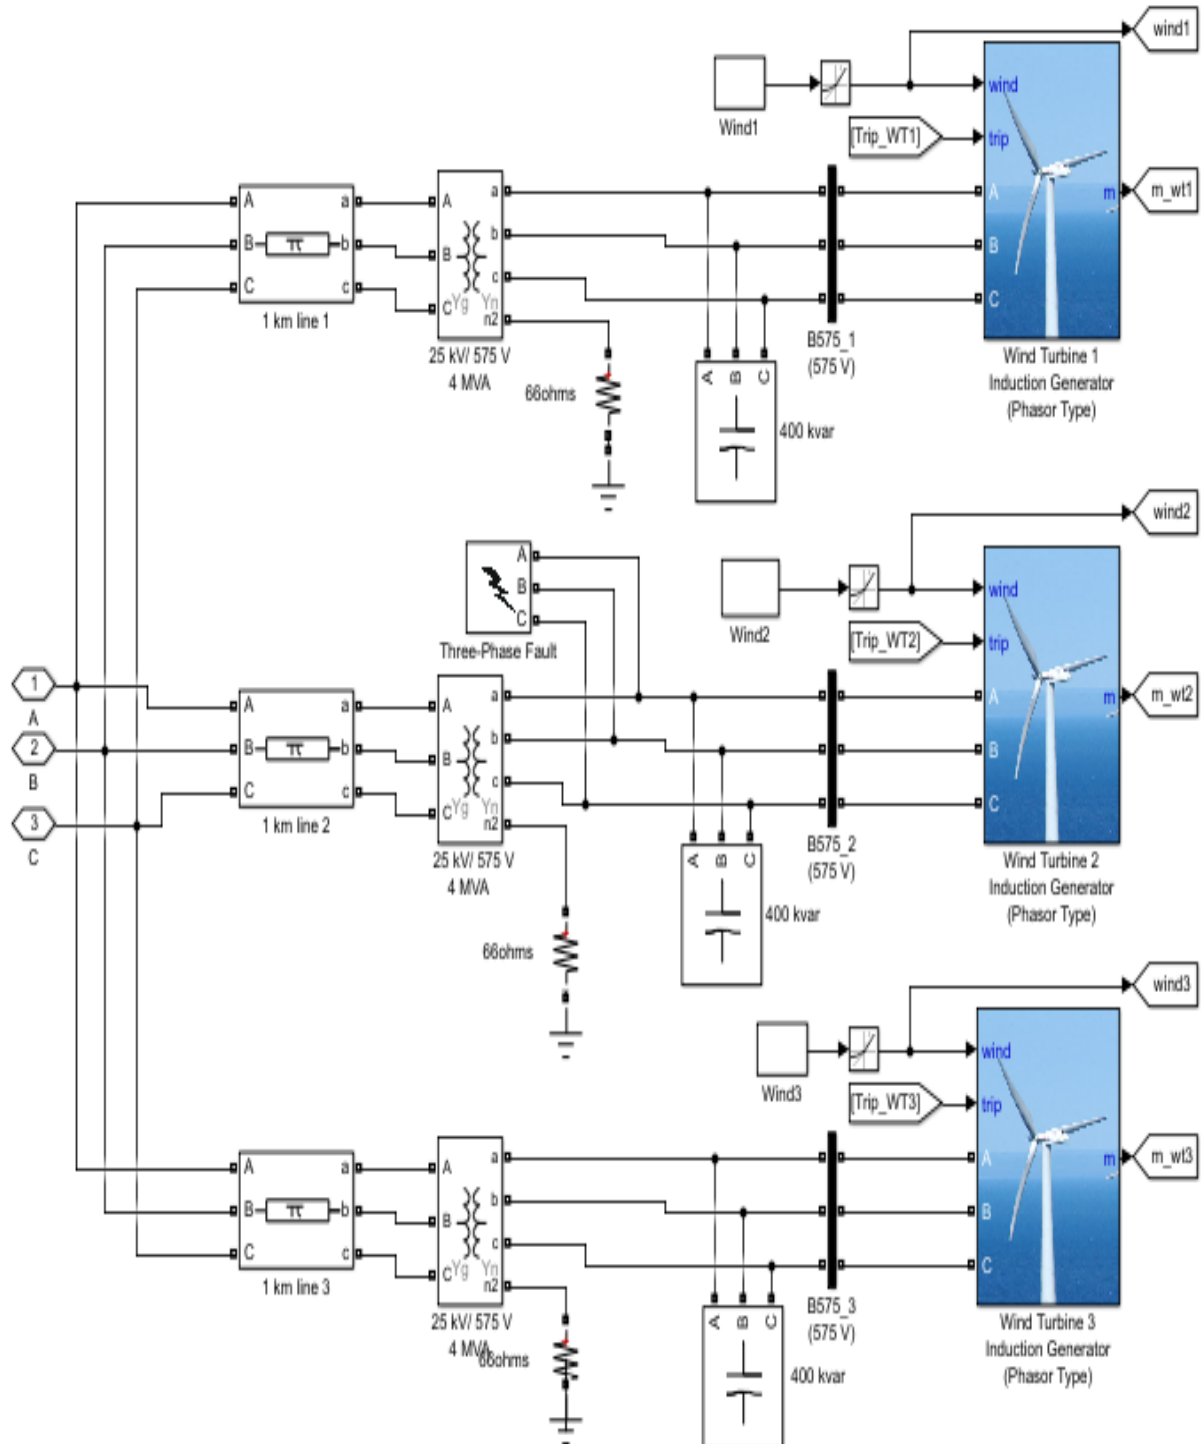 wind1
wind
Wind1
[Trip_WT1]
trip
A a A a A m m_wt1
B π b B b B
C c C Yg Yn c C
n2
1 km line 1
25 kV/ 575 V
4 MVA
66ohms
A B C
400 kvar
B575_1
(575 V)
Wind Turbine 1
Induction Generator
(Phasor Type)
wind2
A
B
C
Three-Phase Fault
wind
Wind2
[Trip_WT2]
trip
1
A
2
B
3
C
A a A a A m m_wt2
B π b B b B
C c C Yg Yn c C
n2
1 km line 2
25 kV/ 575 V
4 MVA
66ohms
A B C
400 kvar
B575_2
(575 V)
Wind Turbine 2
Induction Generator
(Phasor Type)
wind3
wind
Wind3
[Trip_WT3]
trip
A a A a A m m_wt3
B π b B b B
C c C Yg Yn c C
n2
1 km line 3
25 kV/ 575 V
4 MVA
66ohms
A B C
400 kvar
B575_3
(575 V)
Wind Turbine 3
Induction Generator
(Phasor Type)